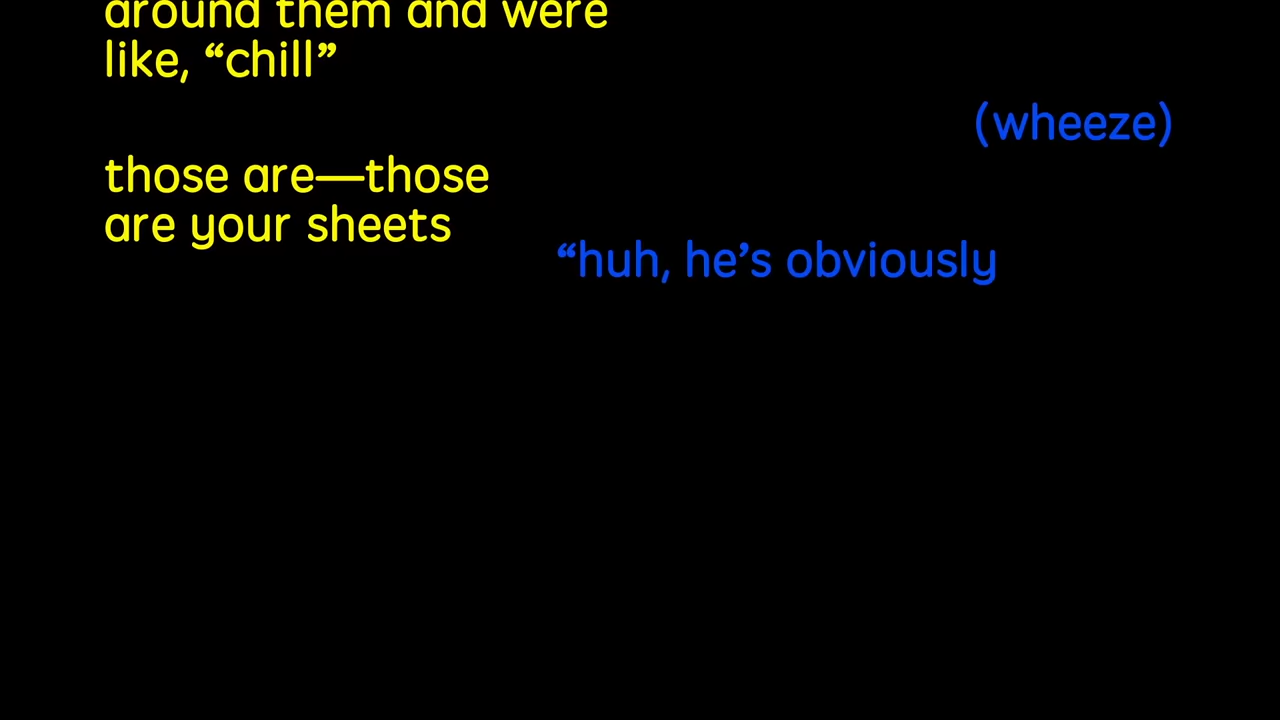 around them and were
like, “chill”
(wheeze)
those are—those
are your sheets
“huh, he’s obviously